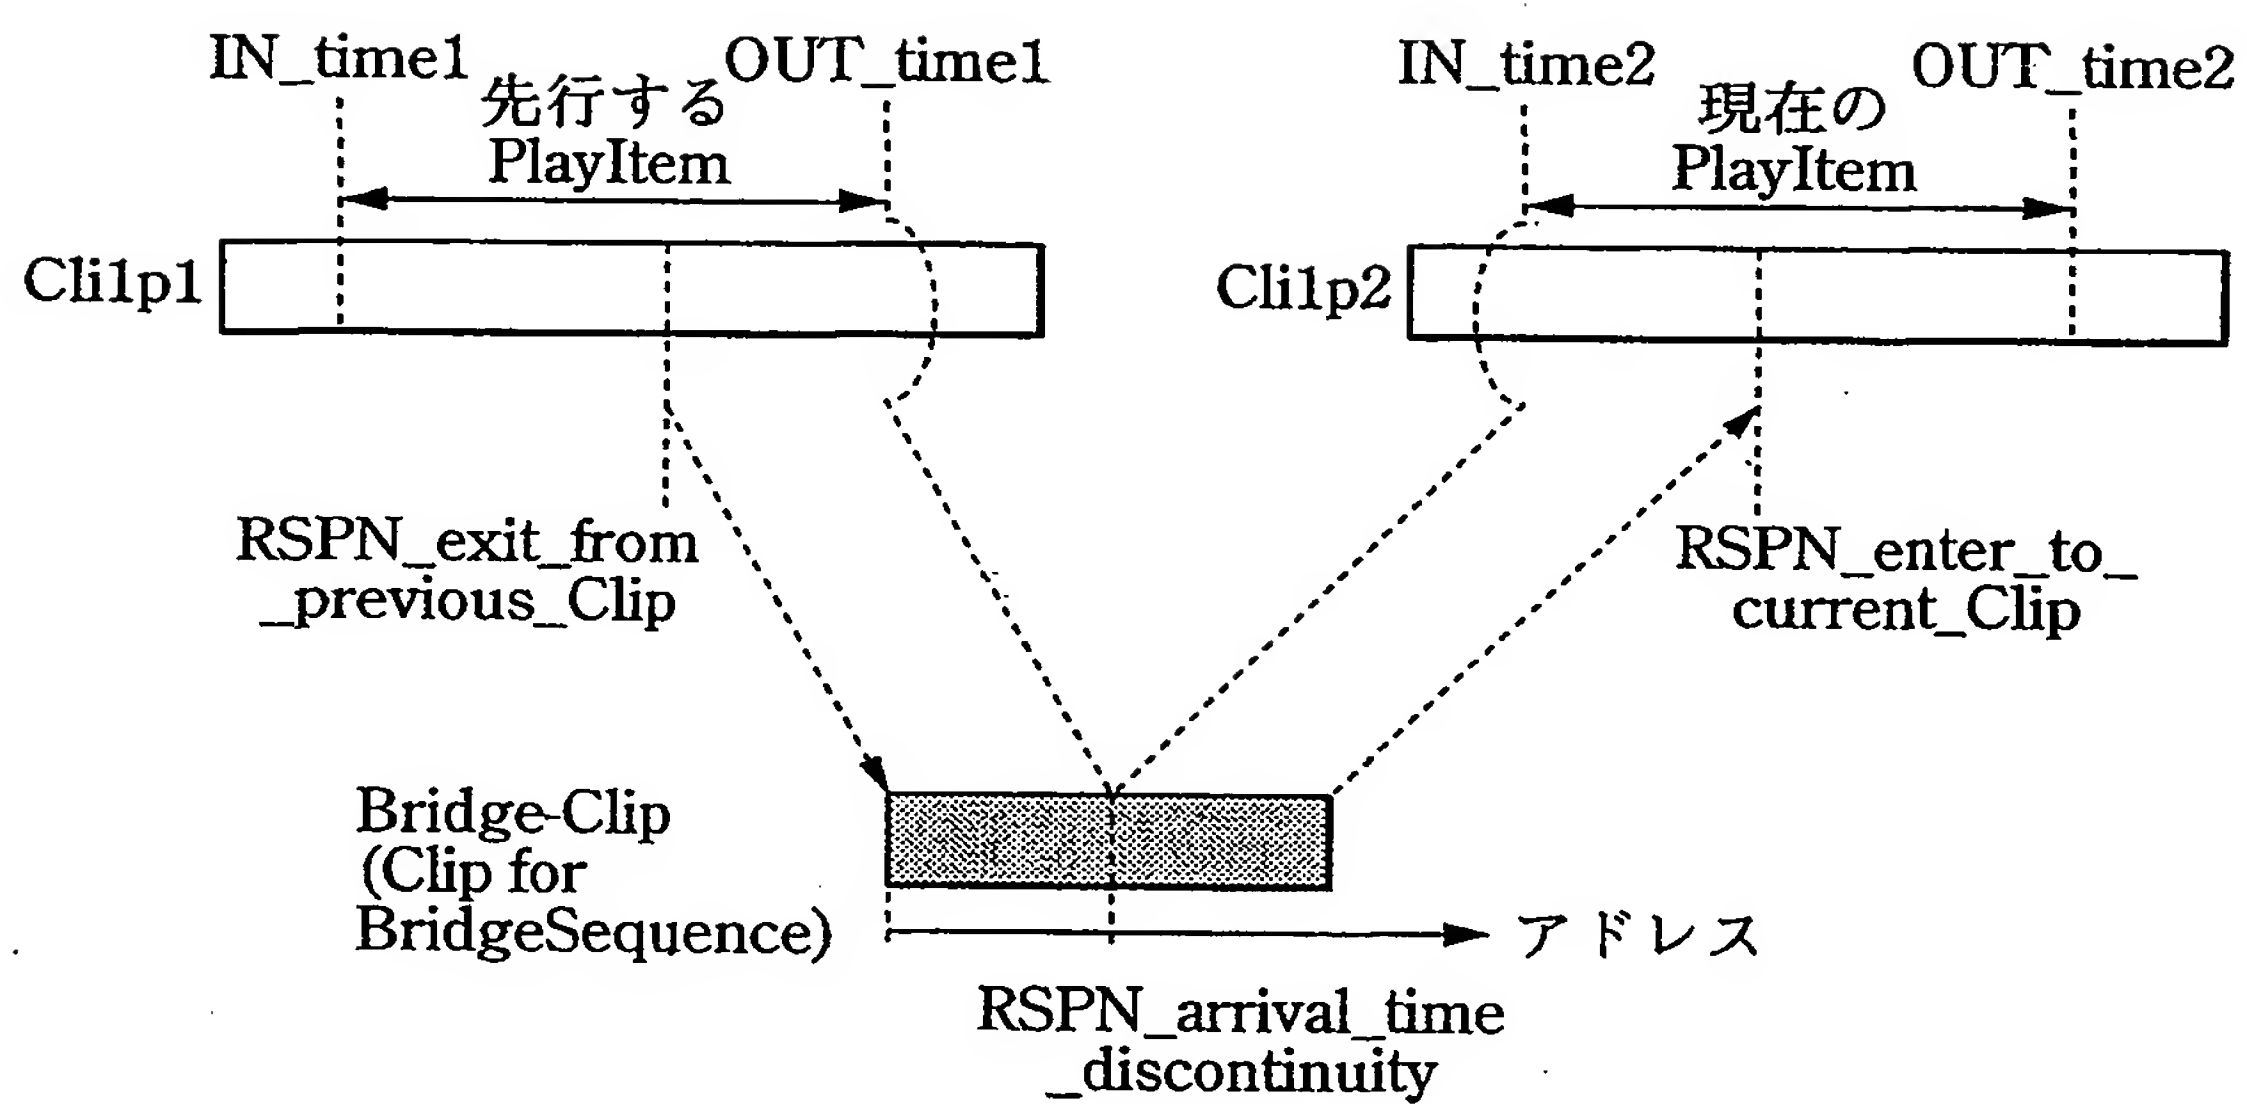 IN_time1
先行する
PlayItem
OUT_time1
IN_time2
現在の
PlayItem
OUT_time2
Cli1p1
Cli1p2
RSPN_exit_from
_previous_Clip
RSPN_enter_to_
current_Clip
Bridge-Clip
(Clip for
BridgeSequence)
アドレス
RSPN_arrival_time
_discontinuity